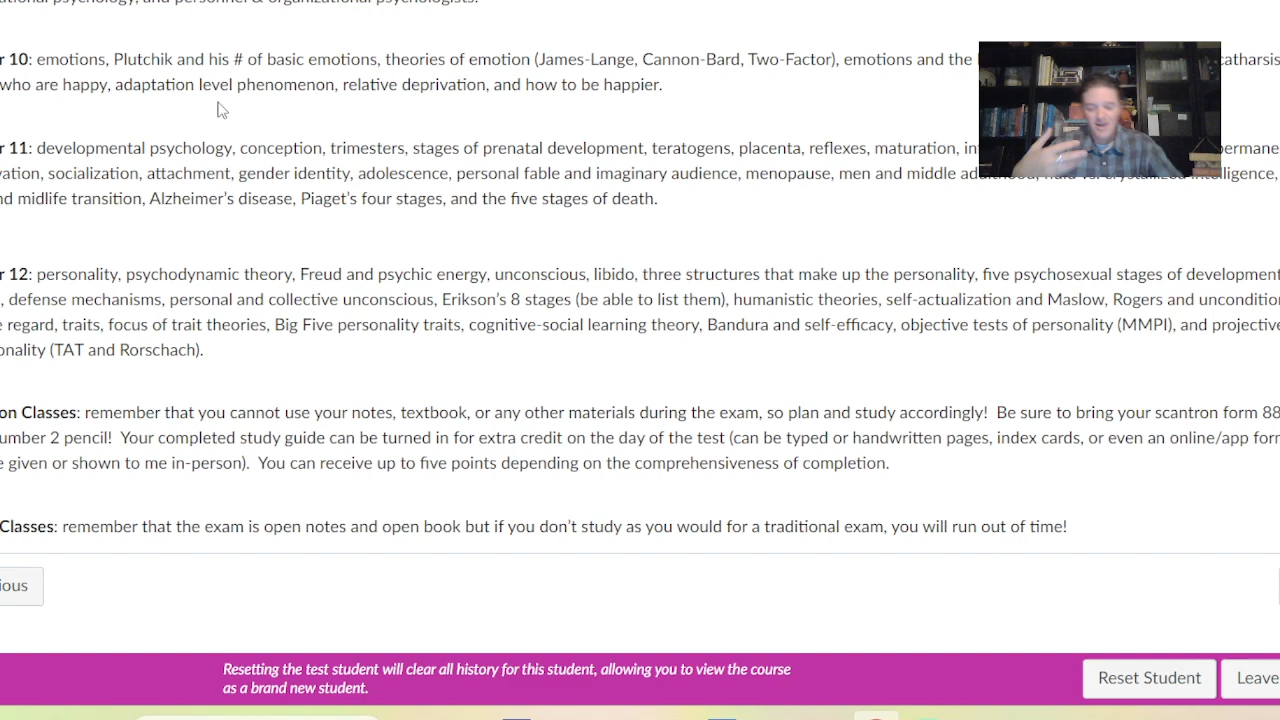 psychology, and personnel & organizational psychologists.
r 10: emotions, Plutchik and his # of basic emotions, theories of emotion (James-Lange, Cannon-Bard, Two-Factor), emotions and the catharsis
who are happy, adaptation level phenomenon, relative deprivation, and how to be happier.
r 11: developmental psychology, conception, trimesters, stages of prenatal development, teratogens, placenta, reflexes, maturation, in permane
vation, socialization, attachment, gender identity, adolescence, personal fable and imaginary audience, menopause, men and middle adulthood, fluid vs. crystallized intelligence,
nd midlife transition, Alzheimer's disease, Piaget's four stages, and the five stages of death.
r 12: personality, psychodynamic theory, Freud and psychic energy, unconscious, libido, three structures that make up the personality, five psychosexual stages of development
, defense mechanisms, personal and collective unconscious, Erikson's 8 stages (be able to list them), humanistic theories, self-actualization and Maslow, Rogers and uncondition
e regard, traits, focus of trait theories, Big Five personality traits, cognitive-social learning theory, Bandura and self-efficacy, objective tests of personality (MMPI), and projective
onality (TAT and Rorschach).
on Classes: remember that you cannot use your notes, textbook, or any other materials during the exam, so plan and study accordingly! Be sure to bring your scantron form 88
umber 2 pencil! Your completed study guide can be turned in for extra credit on the day of the test (can be typed or handwritten pages, index cards, or even an online/app form
e given or shown to me in-person). You can receive up to five points depending on the comprehensiveness of completion.
Classes: remember that the exam is open notes and open book but if you don't study as you would for a traditional exam, you will run out of time!
ious
Resetting the test student will clear all history for this student, allowing you to view the course
as a brand new student.
Reset Student
Leave